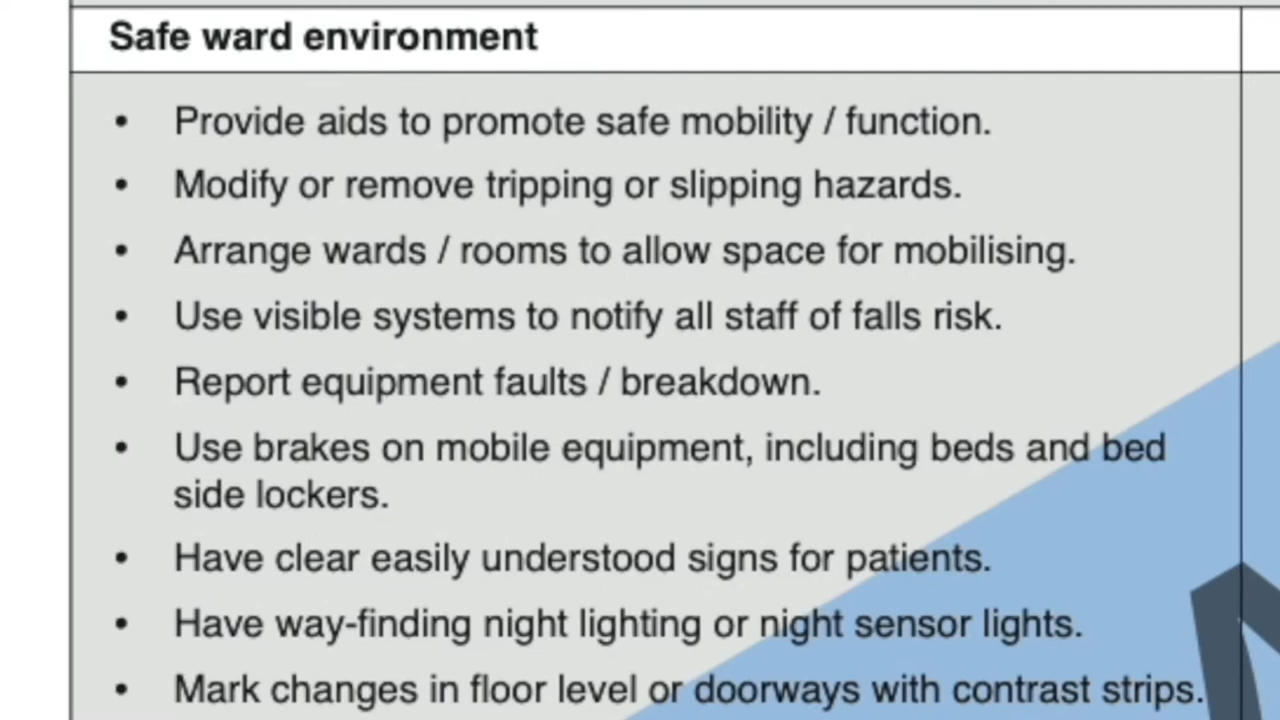 Safe ward environment
• Provide aids to promote safe mobility / function.
• Modify or remove tripping or slipping hazards.
• Arrange wards / rooms to allow space for mobilising.
• Use visible systems to notify all staff of falls risk.
• Report equipment faults / breakdown.
• Use brakes on mobile equipment, including beds and bed
side lockers.
• Have clear easily understood signs for patients.
• Have way-finding night lighting or night sensor lights.
• Mark changes in floor level or doorways with contrast strips.